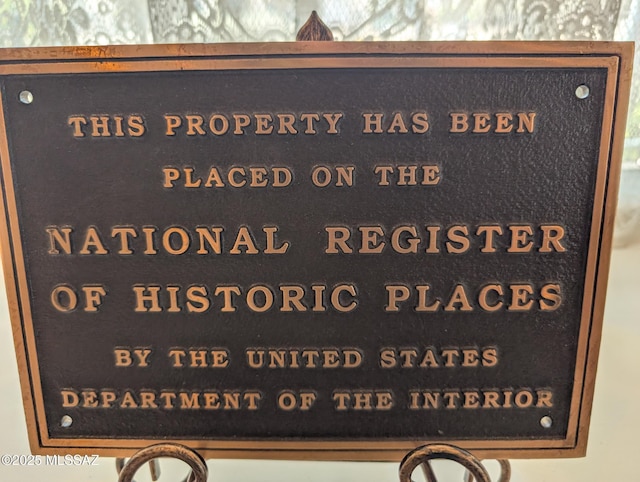 THIS PROPERTY HAS BEEN
PLACED ON THE
NATIONAL REGISTER
OF HISTORIC PLACES
BY THE UNITED STATES
DEPARTMENT OF THE INTERIOR
©2025 MLSSAZ